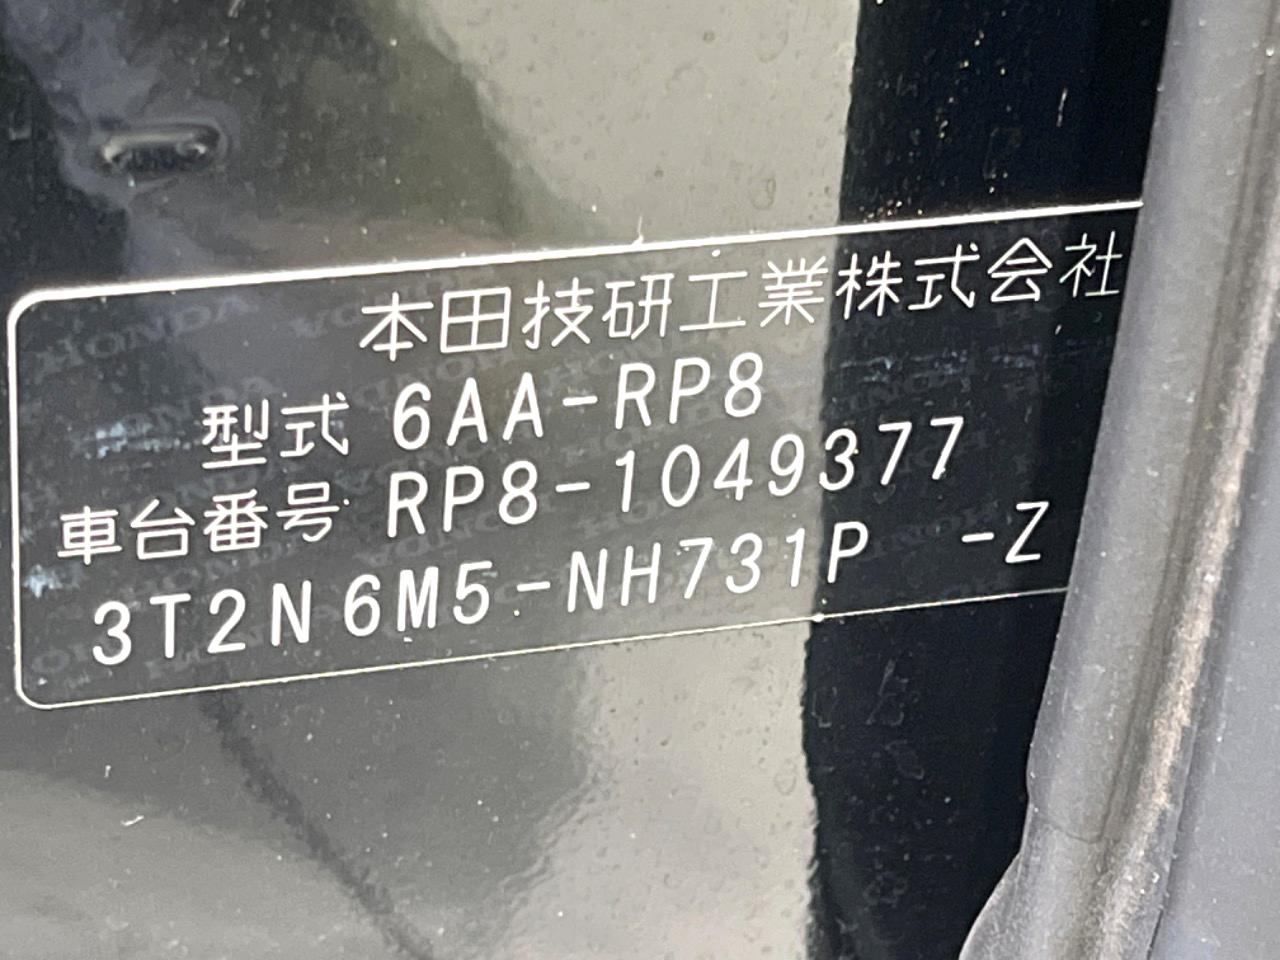 本田技研工業株式会社
型式 6AA-RP8
車台番号 RP8-1049377
3T2N6M5-NH731P -Z